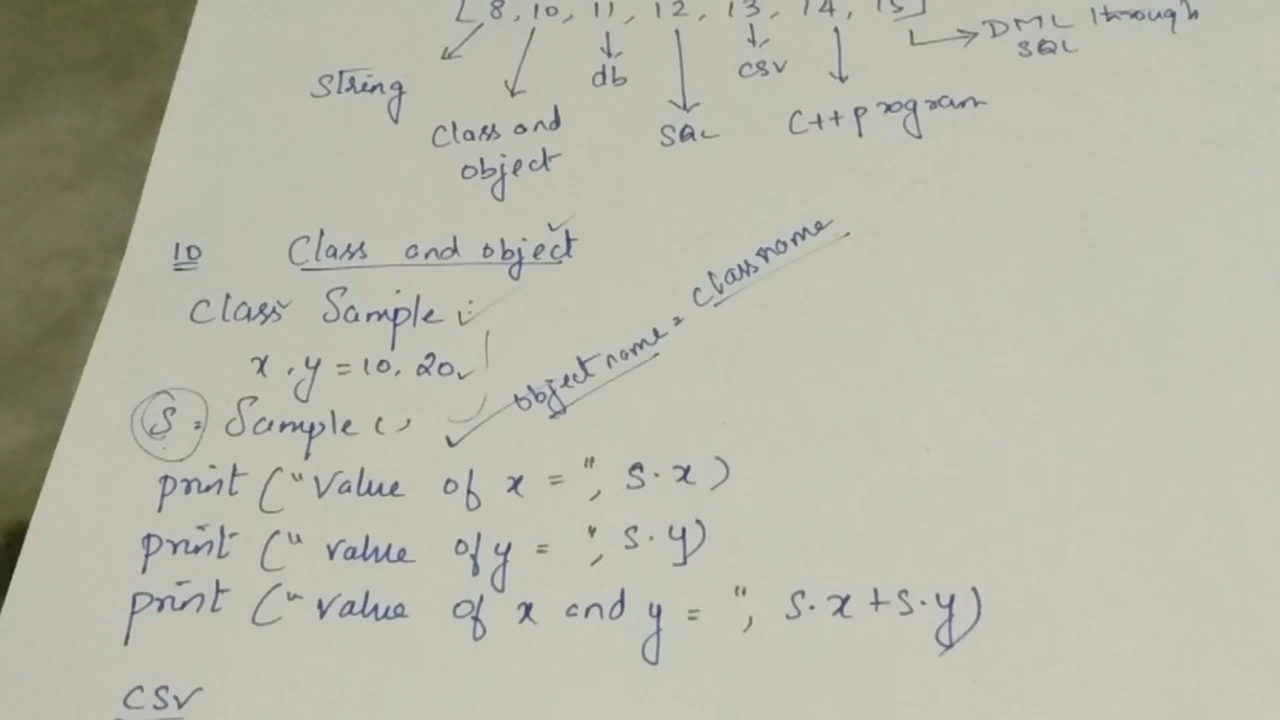 [8, 10, 11, 12, 13, 14, 15]
String
Class and object
db
SQL
csv
C++ program
DML through SQL
10 Class and object
Class Sample :
x , y = 10, 20
S = Sample ()
object name = classname
print ("Value of x = ", S.x)
print (" value of y = ", S.y)
print (" value of x and y = ", S.x+S.y)
CSV